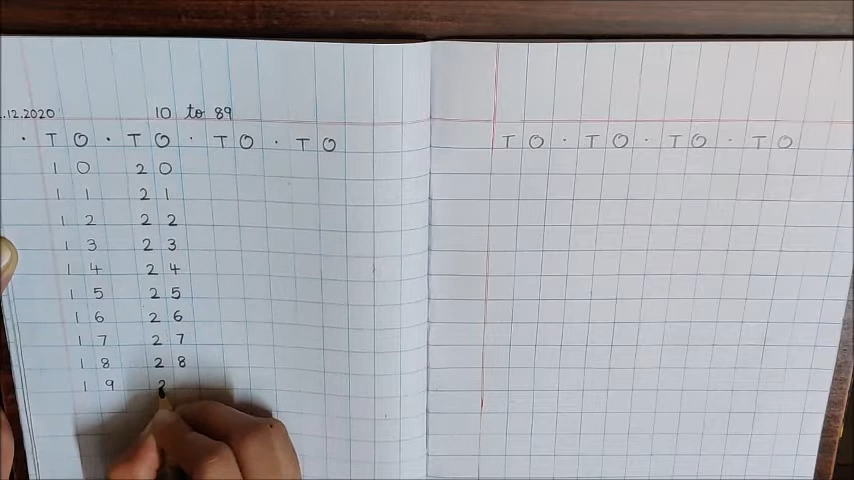 .12.2020 10 to 89
· T O · T O · T O · T O T O · T O · T O · T O
1 0 2 0
1 1 2 1
1 2 2 2
1 3 2 3
1 4 2 4
1 5 2 5
1 6 2 6
1 7 2 7
1 8 2 8
1 9 2